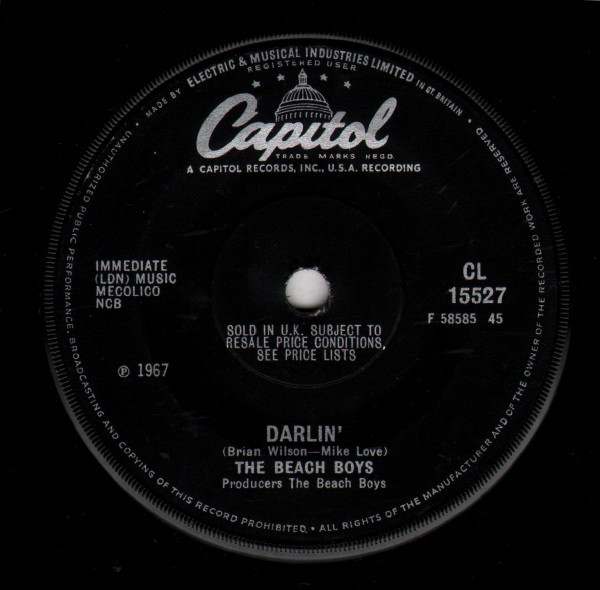 MADE BY ELECTRIC & MUSICAL INDUSTRIES LIMITED IN GT. BRITAIN •
REGISTERED USER
Capitol
TRADE MARKS REGD.
A CAPITOL RECORDS, INC., U.S.A. RECORDING
IMMEDIATE
(LDN) MUSIC
MECOLICO
NCB
CL
15527
F 58585 45
SOLD IN U.K. SUBJECT TO
RESALE PRICE CONDITIONS,
SEE PRICE LISTS
℗ 1967
DARLIN'
(Brian Wilson—Mike Love)
THE BEACH BOYS
Producers The Beach Boys
UNAUTHORIZED PUBLIC PERFORMANCE, BROADCASTING AND COPYING OF THIS RECORD PROHIBITED. • ALL RIGHTS OF THE MANUFACTURER AND OF THE OWNER OF THE RECORDED WORK ARE RESERVED •